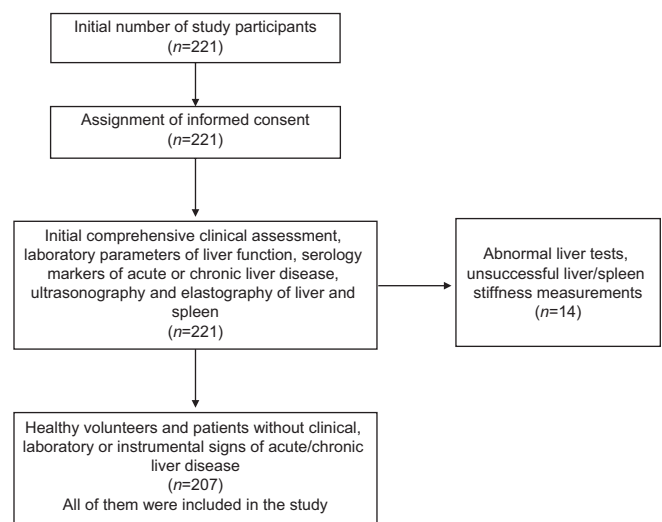 Initial number of study participants
(n=221)
Assignment of informed consent
(n=221)
Initial comprehensive clinical assessment,
laboratory parameters of liver function, serology
markers of acute or chronic liver disease,
ultrasonography and elastography of liver and
spleen
(n=221)
Abnormal liver tests,
unsuccessful liver/spleen
stiffness measurements
(n=14)
Healthy volunteers and patients without clinical,
laboratory or instrumental signs of acute/chronic
liver disease
(n=207)
All of them were included in the study